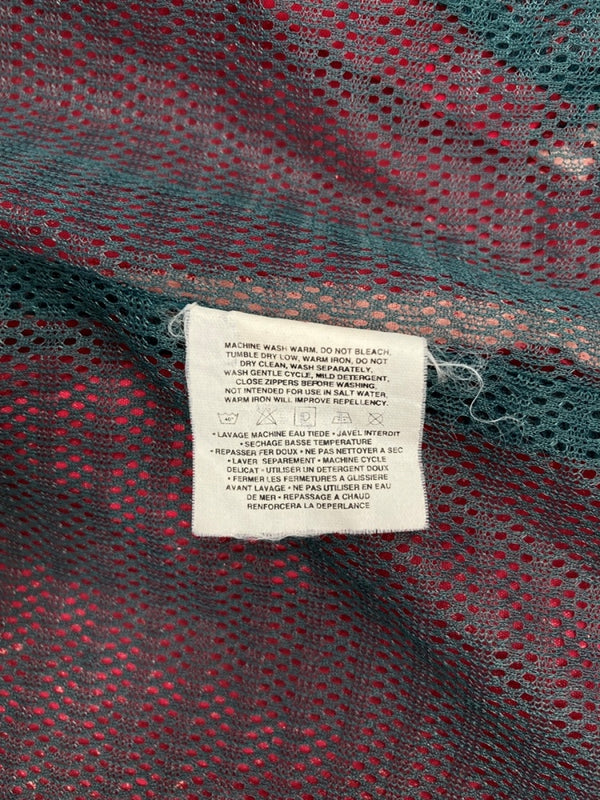 MACHINE WASH WARM, DO NOT BLEACH,
TUMBLE DRY LOW, WARM IRON, DO NOT
DRY CLEAN, WASH SEPARATELY,
WASH GENTLE CYCLE, MILD DETERGENT,
CLOSE ZIPPERS BEFORE WASHING,
NOT INTENDED FOR USE IN SALT WATER,
WARM IRON WILL IMPROVE REPELLENCY.
40°
• LAVAGE MACHINE EAU TIEDE • JAVEL INTERDIT
• SECHAGE BASSE TEMPERATURE
• REPASSER FER DOUX • NE PAS NETTOYER A SEC
• LAVER SEPAREMENT • MACHINE CYCLE
DELICAT • UTILISER UN DETERGENT DOUX
• FERMER LES FERMETURES A GLISSIERE
AVANT LAVAGE • NE PAS UTILISER EN EAU
DE MER • REPASSAGE A CHAUD
RENFORCERA LA DEPERLANCE